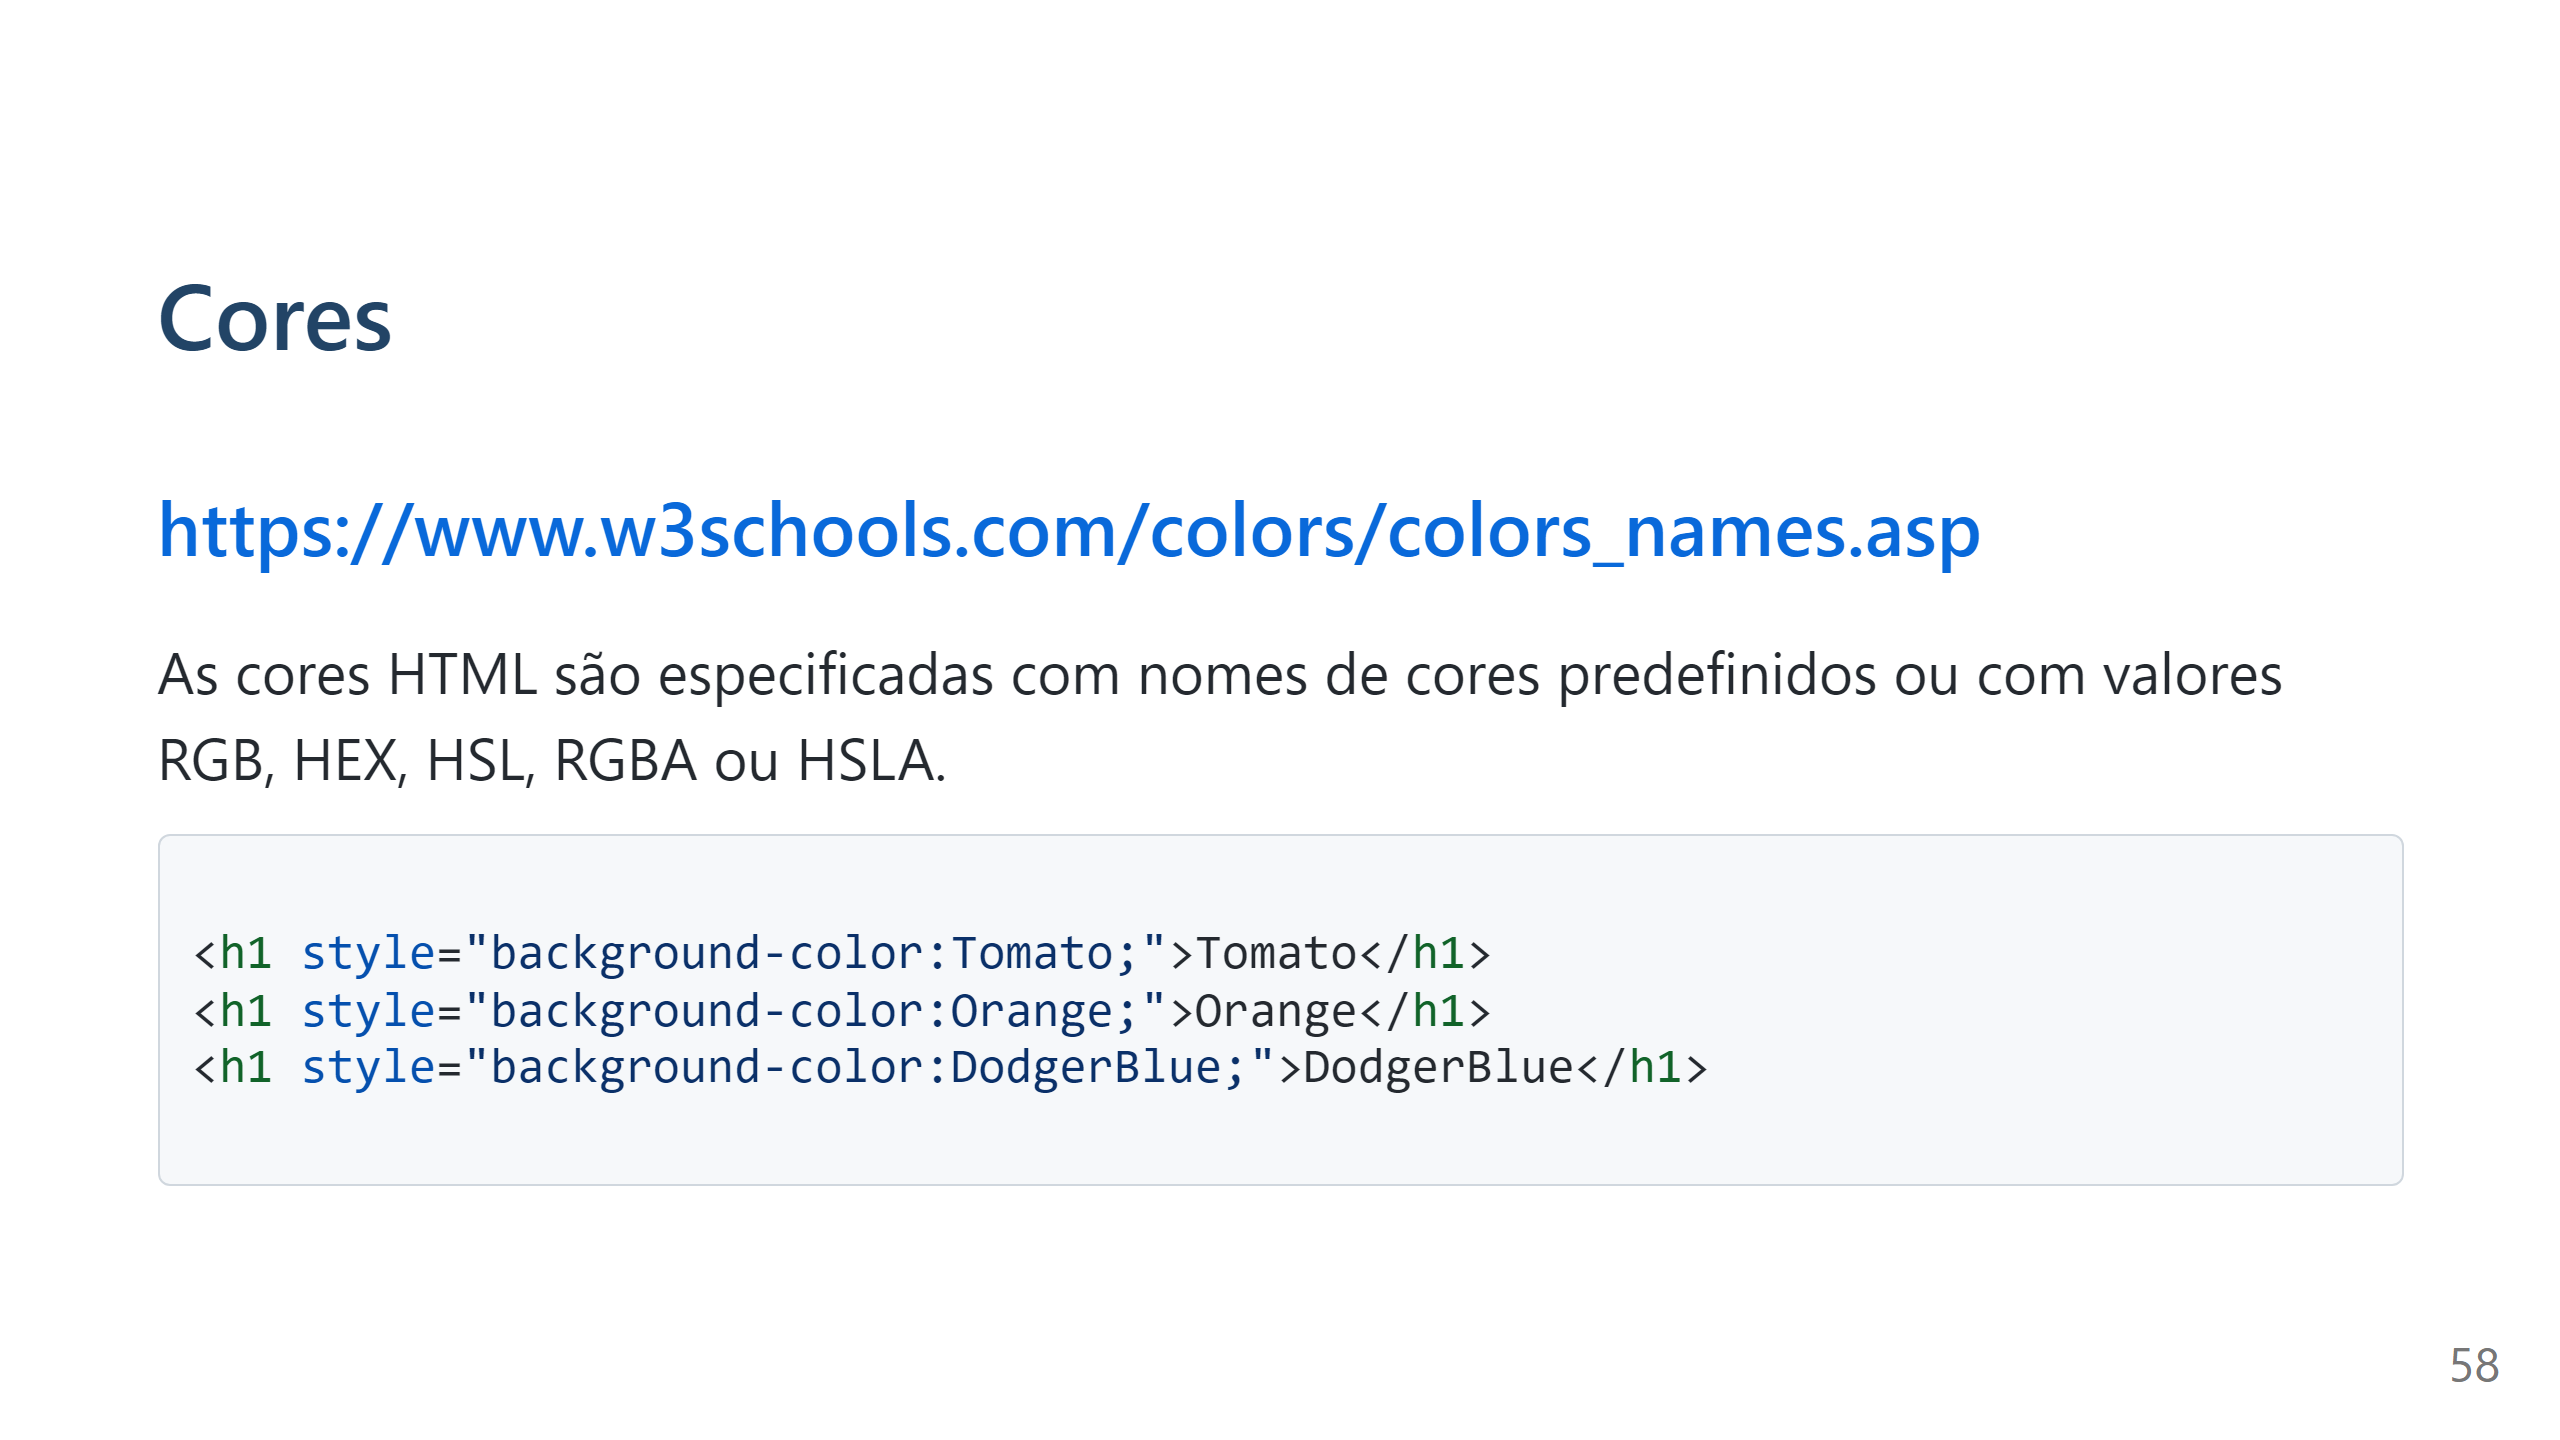 Cores
https://www.w3schools.com/colors/colors_names.asp
As cores HTML são especificadas com nomes de cores predefinidos ou com valores
RGB, HEX, HSL, RGBA ou HSLA.
<h1 style="background-color:Tomato;">Tomato</h1>
<h1 style="background-color:Orange;">Orange</h1>
<h1 style="background-color:DodgerBlue;">DodgerBlue</h1>
58